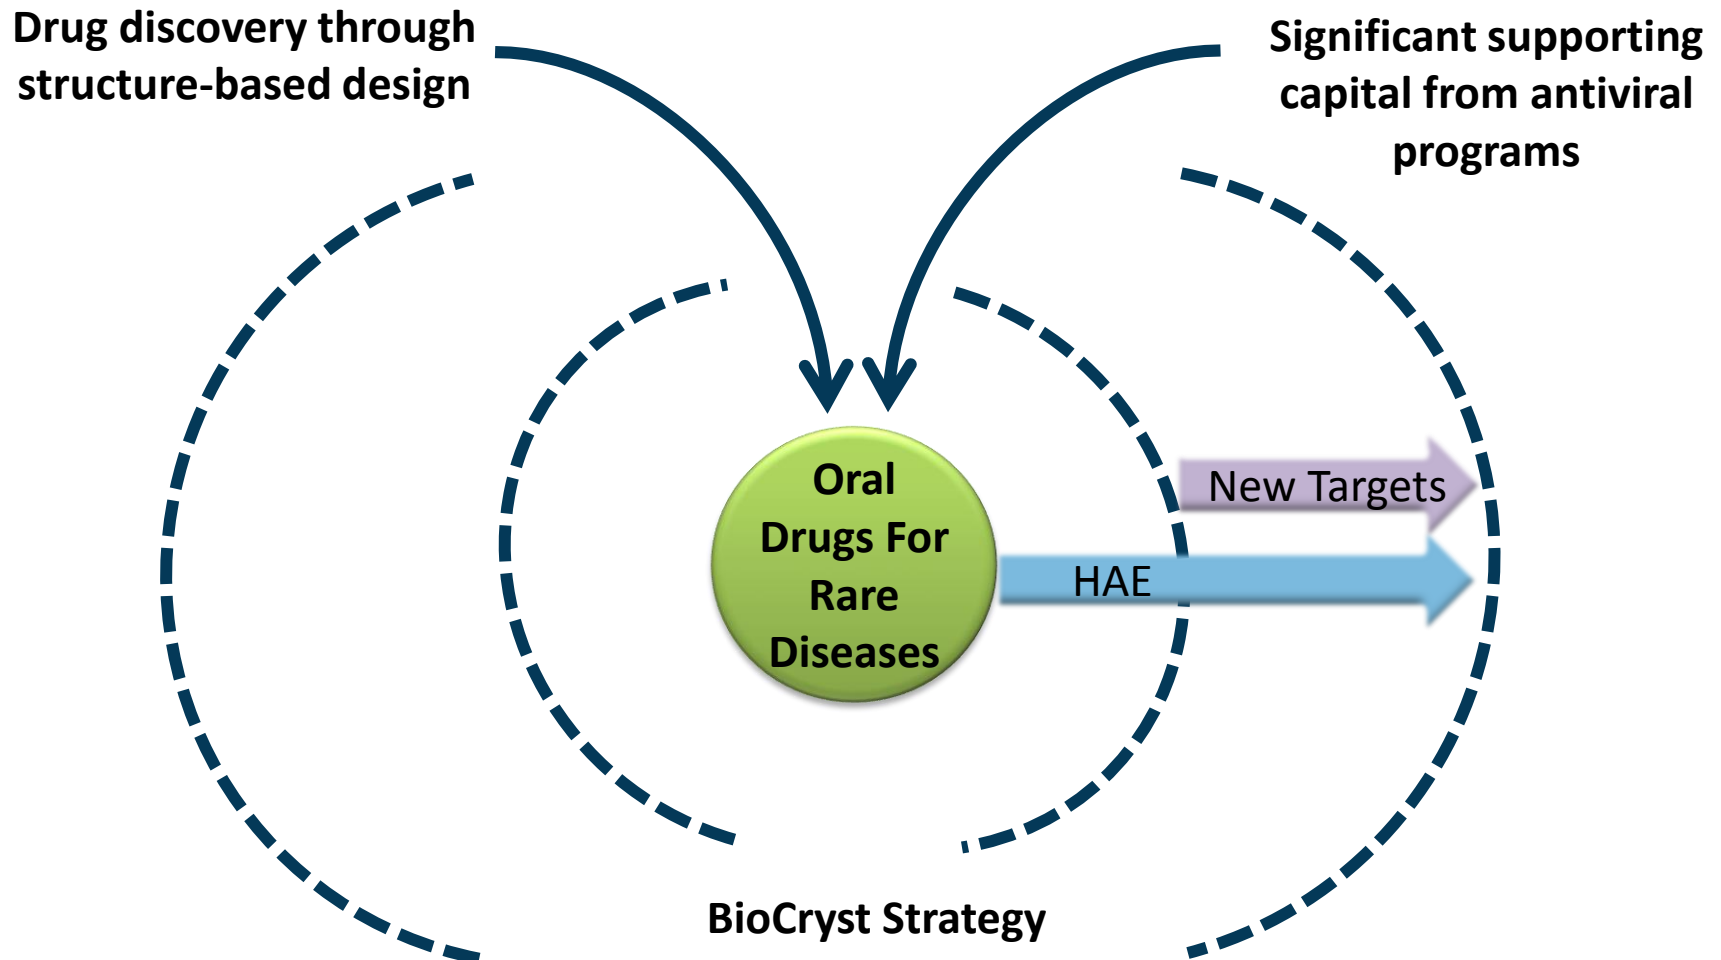 Drug discovery through
structure-based design
Significant supporting
capital from antiviral
programs
Oral
Drugs For
Rare
Diseases
New Targets
HAE
BioCryst Strategy